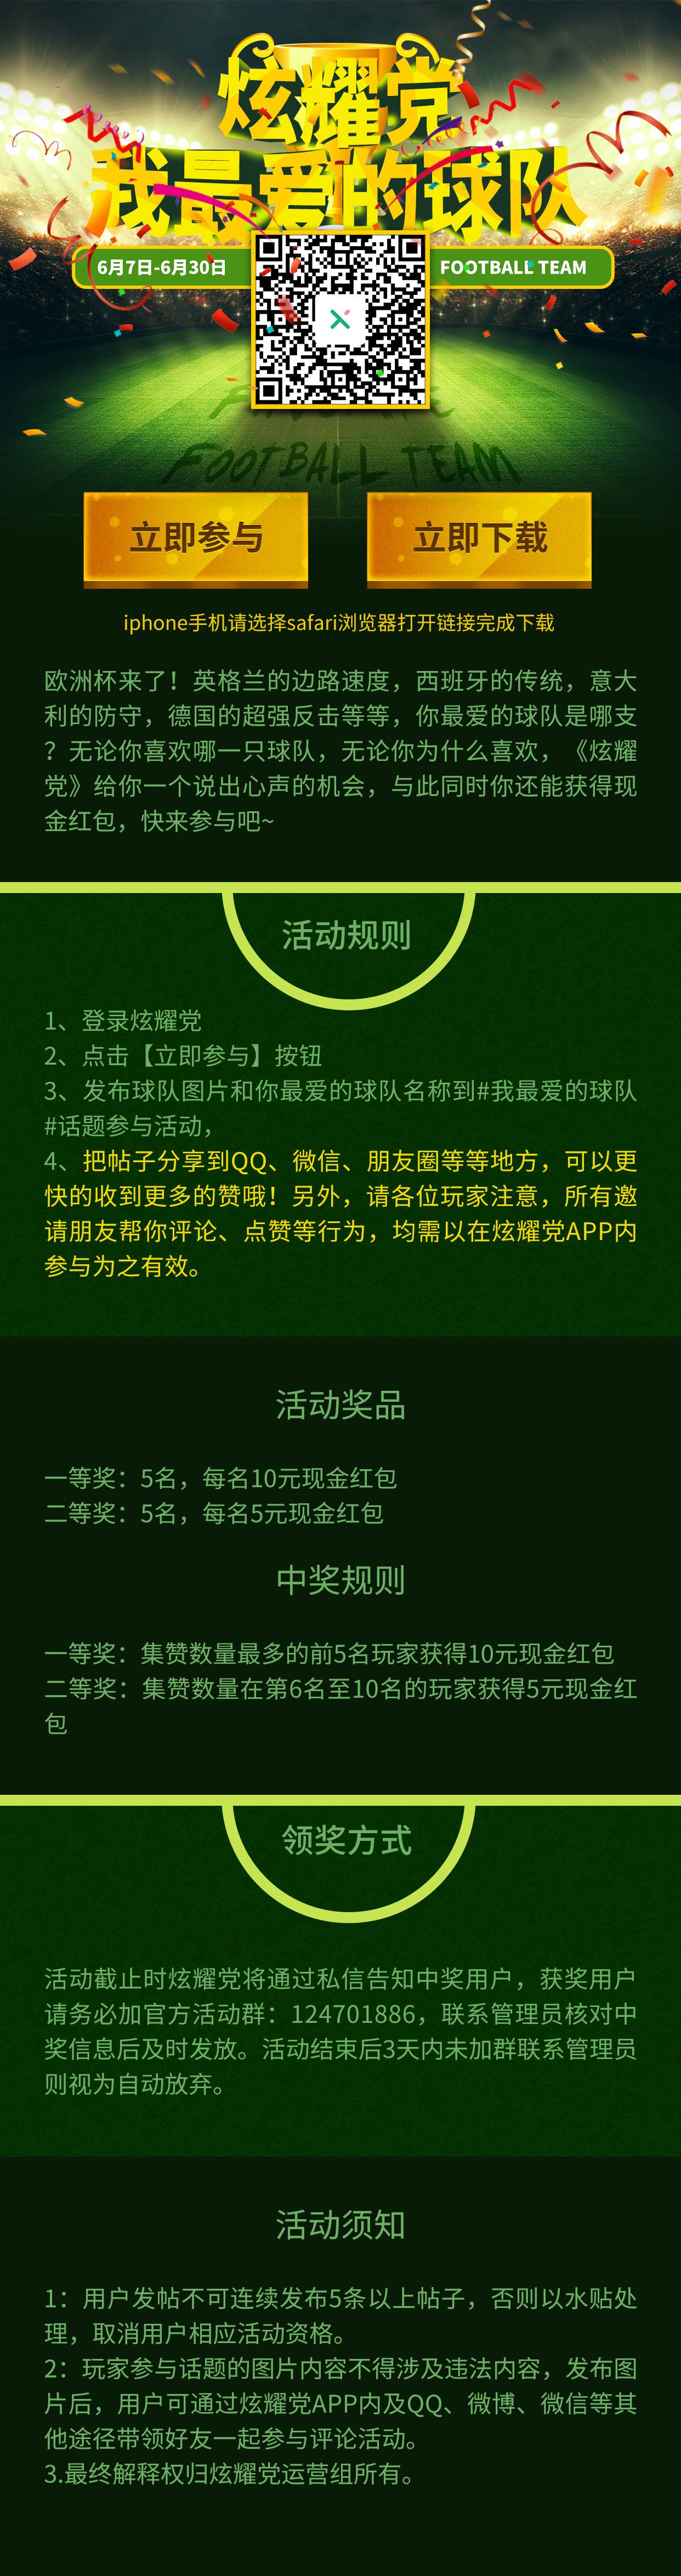 炫耀党
我最爱的球队
6月7日-6月30日
FOOTBALL TEAM
FOOTBALL TEAM
立即参与
立即下载
iphone手机请选择safari浏览器打开链接完成下载
欧洲杯来了！英格兰的边路速度，西班牙的传统，意大
利的防守，德国的超强反击等等，你最爱的球队是哪支
？无论你喜欢哪一只球队，无论你为什么喜欢，《炫耀
党》给你一个说出心声的机会，与此同时你还能获得现
金红包，快来参与吧~
活动规则
1、登录炫耀党
2、点击【立即参与】按钮
3、发布球队图片和你最爱的球队名称到#我最爱的球队
#话题参与活动，
4、把帖子分享到QQ、微信、朋友圈等等地方，可以更
快的收到更多的赞哦！另外，请各位玩家注意，所有邀
请朋友帮你评论、点赞等行为，均需以在炫耀党APP内
参与为之有效。
活动奖品
一等奖：5名，每名10元现金红包
二等奖：5名，每名5元现金红包
中奖规则
一等奖：集赞数量最多的前5名玩家获得10元现金红包
二等奖：集赞数量在第6名至10名的玩家获得5元现金红
包
领奖方式
活动截止时炫耀党将通过私信告知中奖用户，获奖用户
请务必加官方活动群：124701886，联系管理员核对中
奖信息后及时发放。活动结束后3天内未加群联系管理员
则视为自动放弃。
活动须知
1：用户发帖不可连续发布5条以上帖子，否则以水贴处
理，取消用户相应活动资格。
2：玩家参与话题的图片内容不得涉及违法内容，发布图
片后，用户可通过炫耀党APP内及QQ、微博、微信等其
他途径带领好友一起参与评论活动。
3.最终解释权归炫耀党运营组所有。